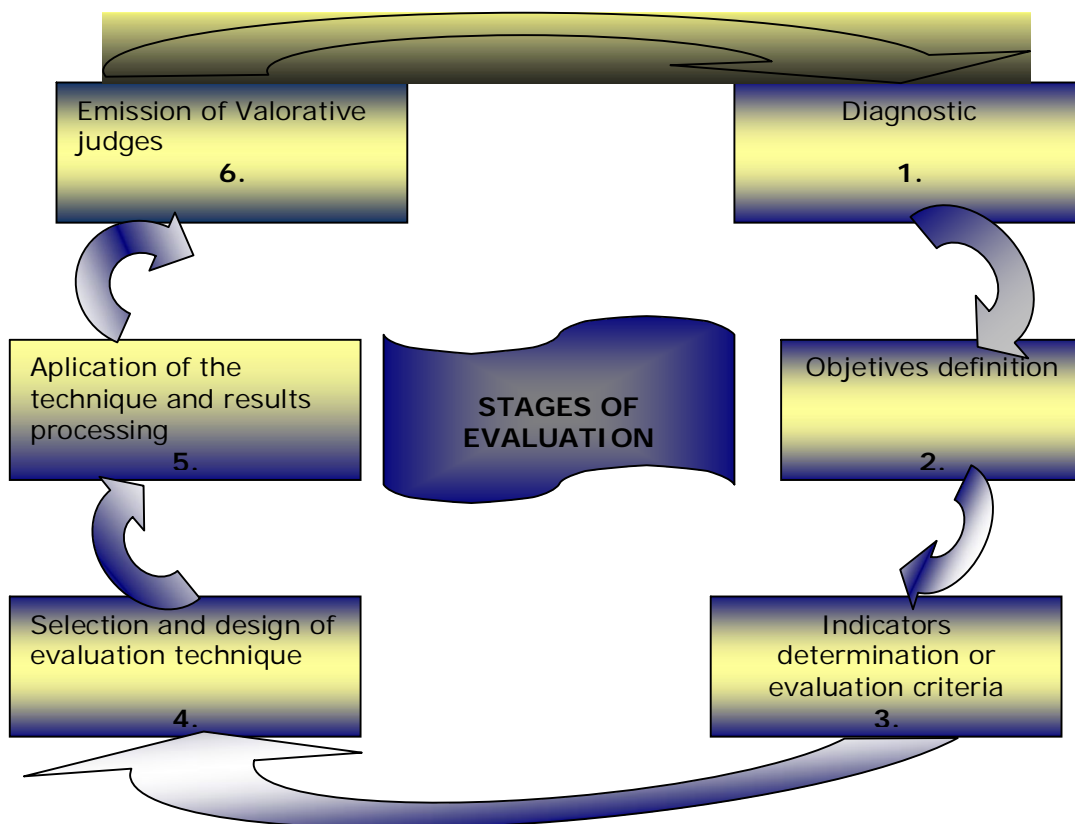 Emission of Valorative
judges
6.
Diagnostic
1.
Aplication of the
technique and results
processing
5.
STAGES OF
EVALUATION
Objetives definition
2.
Selection and design of
evaluation technique
4.
Indicators
determination or
evaluation criteria
3.